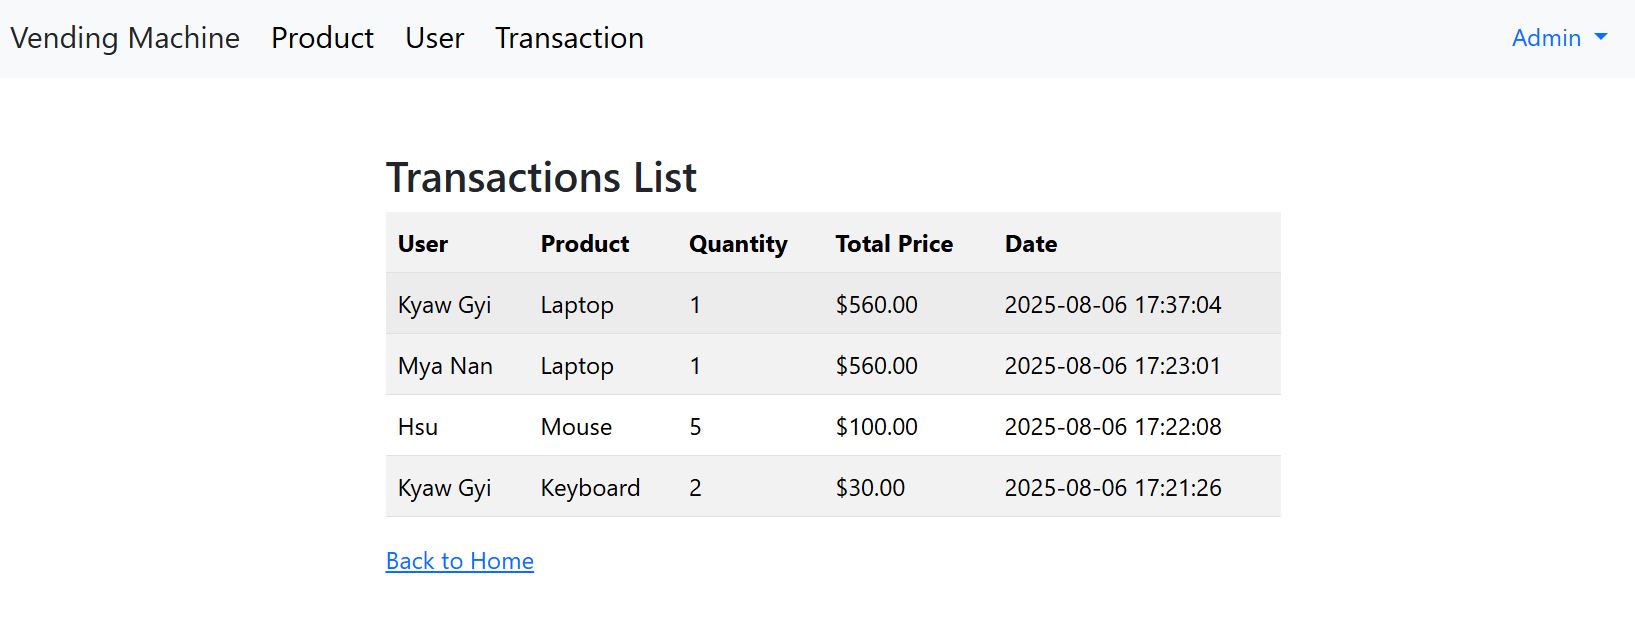 Vending Machine Product User Transaction Admin
Transactions List
User Product Quantity Total Price Date
Kyaw Gyi Laptop 1 $560.00 2025-08-06 17:37:04
Mya Nan Laptop 1 $560.00 2025-08-06 17:23:01
Hsu Mouse 5 $100.00 2025-08-06 17:22:08
Kyaw Gyi Keyboard 2 $30.00 2025-08-06 17:21:26
Back to Home